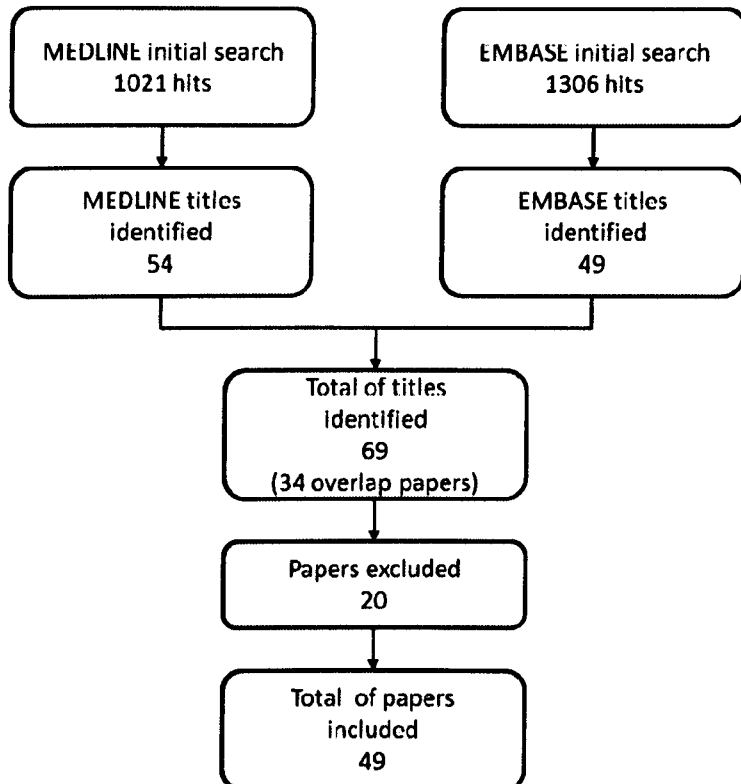 MEDLINE initial search
1021 hits
EMBASE initial search
1306 hits
MEDLINE titles
identified
54
EMBASE titles
identified
49
Total of titles
identified
69
(34 overlap papers)
Papers excluded
20
Total of papers
included
49